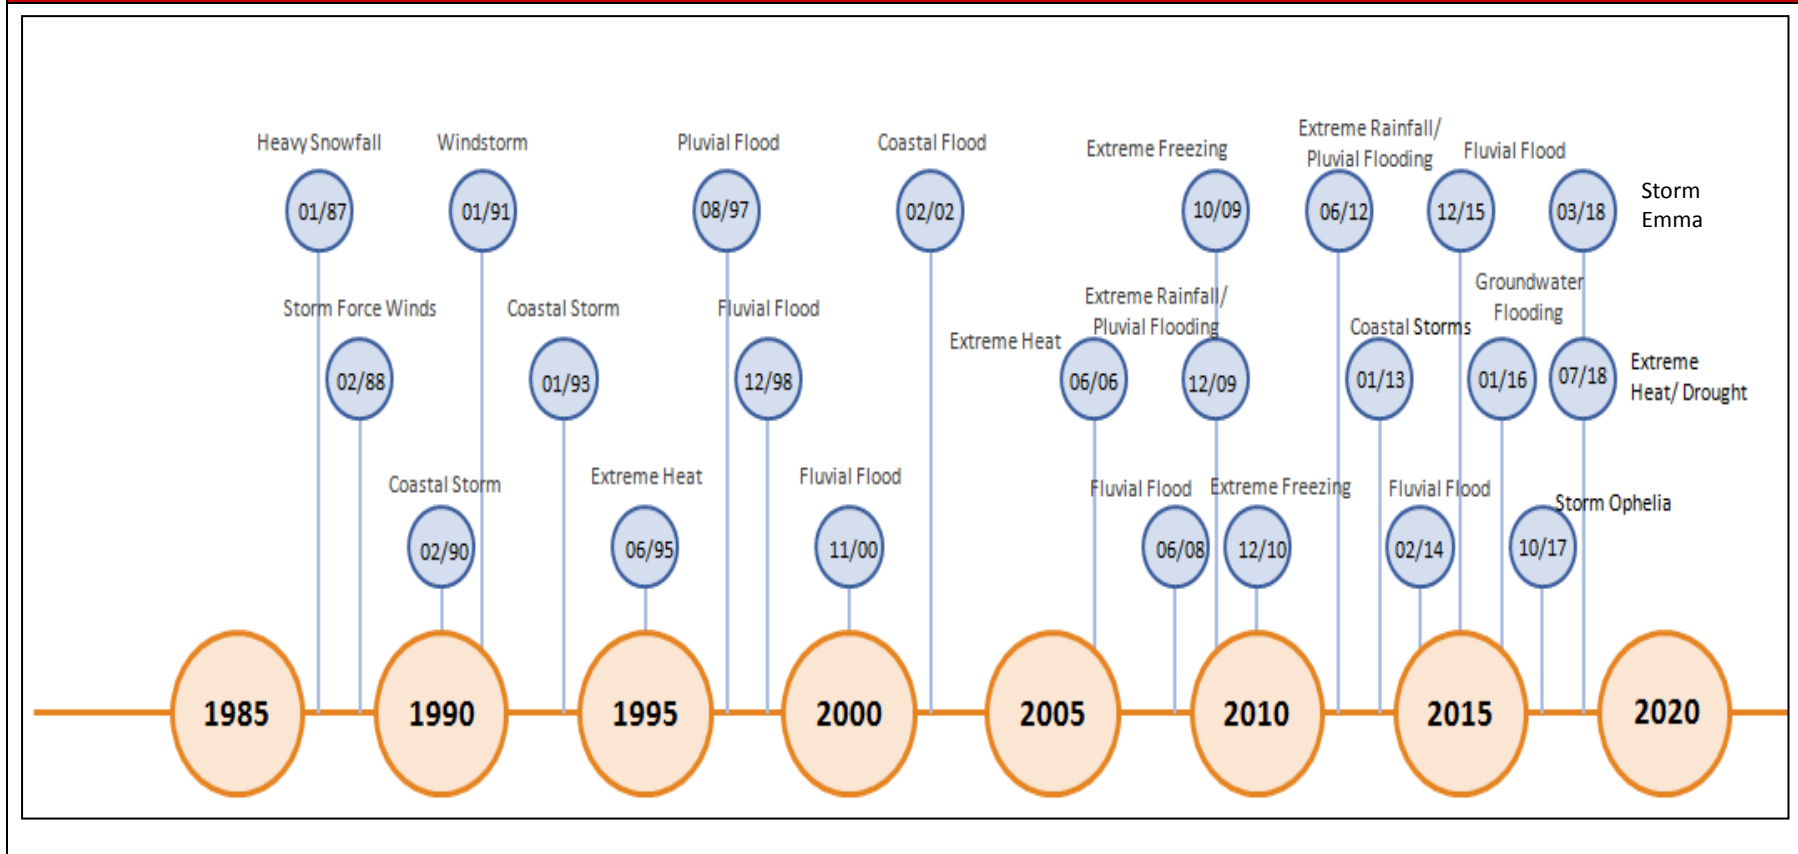 Heavy Snowfall
01/87
Windstorm
01/91
Pluvial Flood
08/97
Coastal Flood
02/02
Extreme Freezing
10/09
Extreme Rainfall/
Pluvial Flooding
06/12
Fluvial Flood
12/15
03/18
Storm
Emma
Storm Force Winds
02/88
Coastal Storm
01/93
Fluvial Flood
12/98
Extreme Heat
06/06
Extreme Rainfall/
Pluvial Flooding
12/09
Coastal Storms
01/13
Groundwater
Flooding
01/16
07/18
Extreme
Heat/ Drought
Coastal Storm
02/90
Extreme Heat
06/95
Fluvial Flood
11/00
Fluvial Flood
06/08
Extreme Freezing
12/10
Fluvial Flood
02/14
Storm Ophelia
10/17
1985
1990
1995
2000
2005
2010
2015
2020